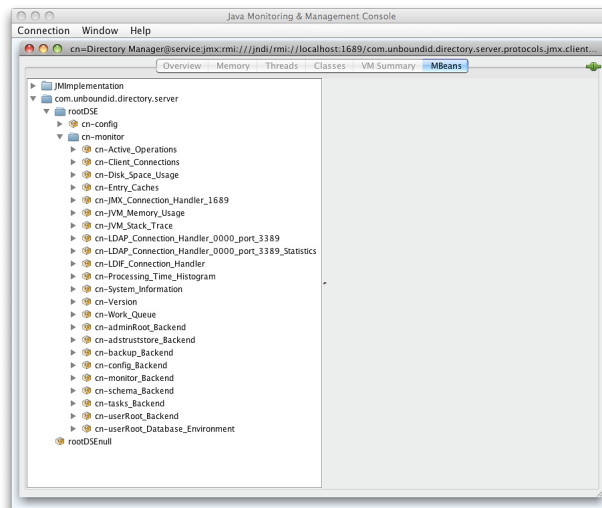 Java Monitoring & Management Console
Connection Window Help
cn=Directory Manager@service:jmx:rmi:///jndi/rmi://localhost:1689/com.unboundid.directory.server.protocols.jmx.client...
Overview Memory Threads Classes VM Summary MBeans
JMImplementation
com.unboundid.directory.server
rootDSE
cn-config
cn-monitor
cn-Active_Operations
cn-Client_Connections
cn-Disk_Space_Usage
cn-Entry_Caches
cn-JMX_Connection_Handler_1689
cn-JVM_Memory_Usage
cn-JVM_Stack_Trace
cn-LDAP_Connection_Handler_0000_port_3389
cn-LDAP_Connection_Handler_0000_port_3389_Statistics
cn-LDIF_Connection_Handler
cn-Processing_Time_Histogram
cn-System_Information
cn-Version
cn-Work_Queue
cn-adminRoot_Backend
cn-adstruststore_Backend
cn-backup_Backend
cn-config_Backend
cn-monitor_Backend
cn-schema_Backend
cn-tasks_Backend
cn-userRoot_Backend
cn-userRoot_Database_Environment
rootDSEnull